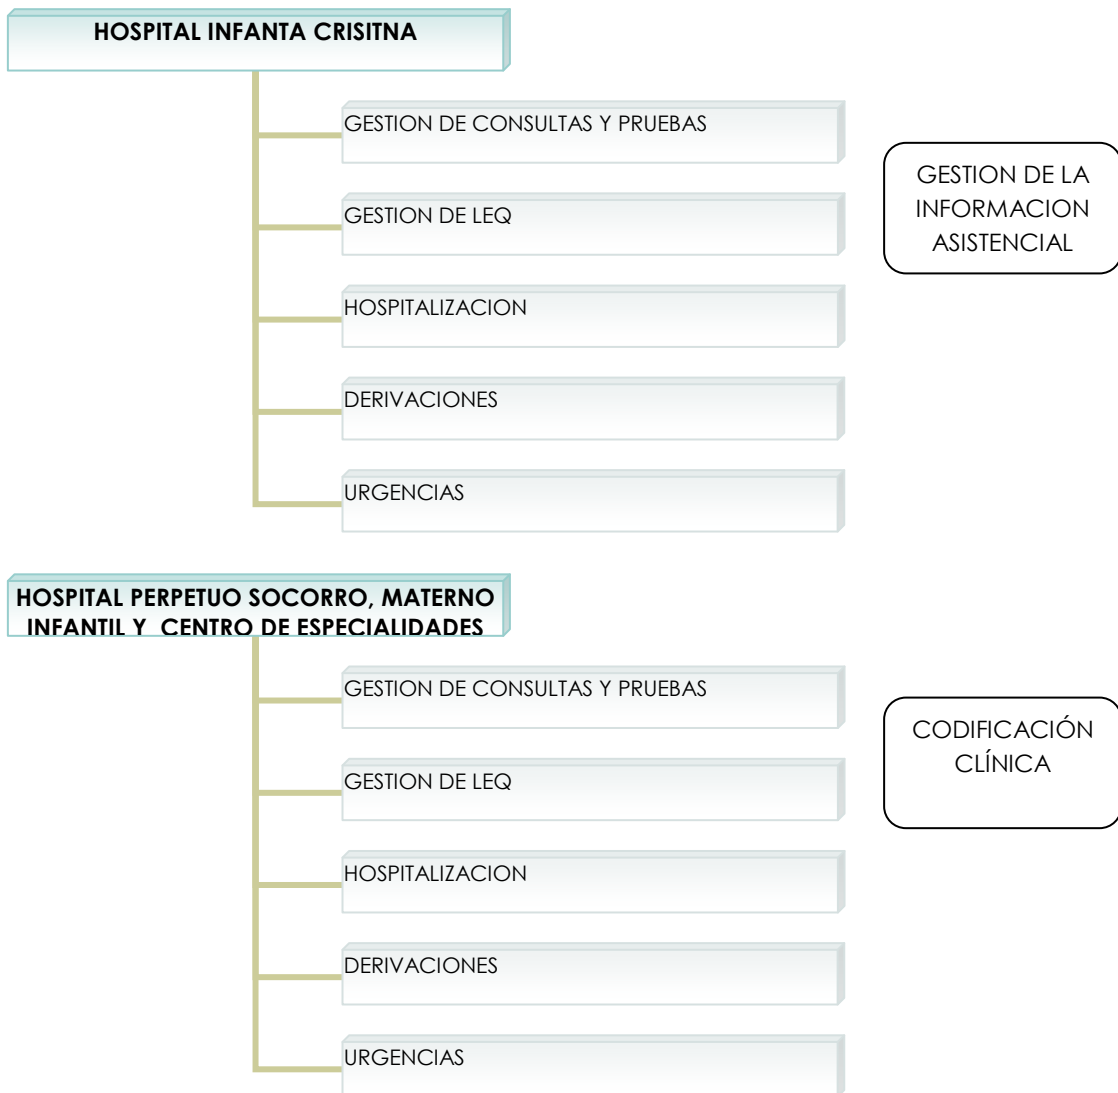 HOSPITAL INFANTA CRISITNA
GESTION DE CONSULTAS Y PRUEBAS
GESTION DE LEQ
HOSPITALIZACION
DERIVACIONES
URGENCIAS
GESTION DE LA
INFORMACION
ASISTENCIAL
HOSPITAL PERPETUO SOCORRO, MATERNO
INFANTIL Y CENTRO DE ESPECIALIDADES
GESTION DE CONSULTAS Y PRUEBAS
GESTION DE LEQ
HOSPITALIZACION
DERIVACIONES
URGENCIAS
CODIFICACIÓN
CLÍNICA